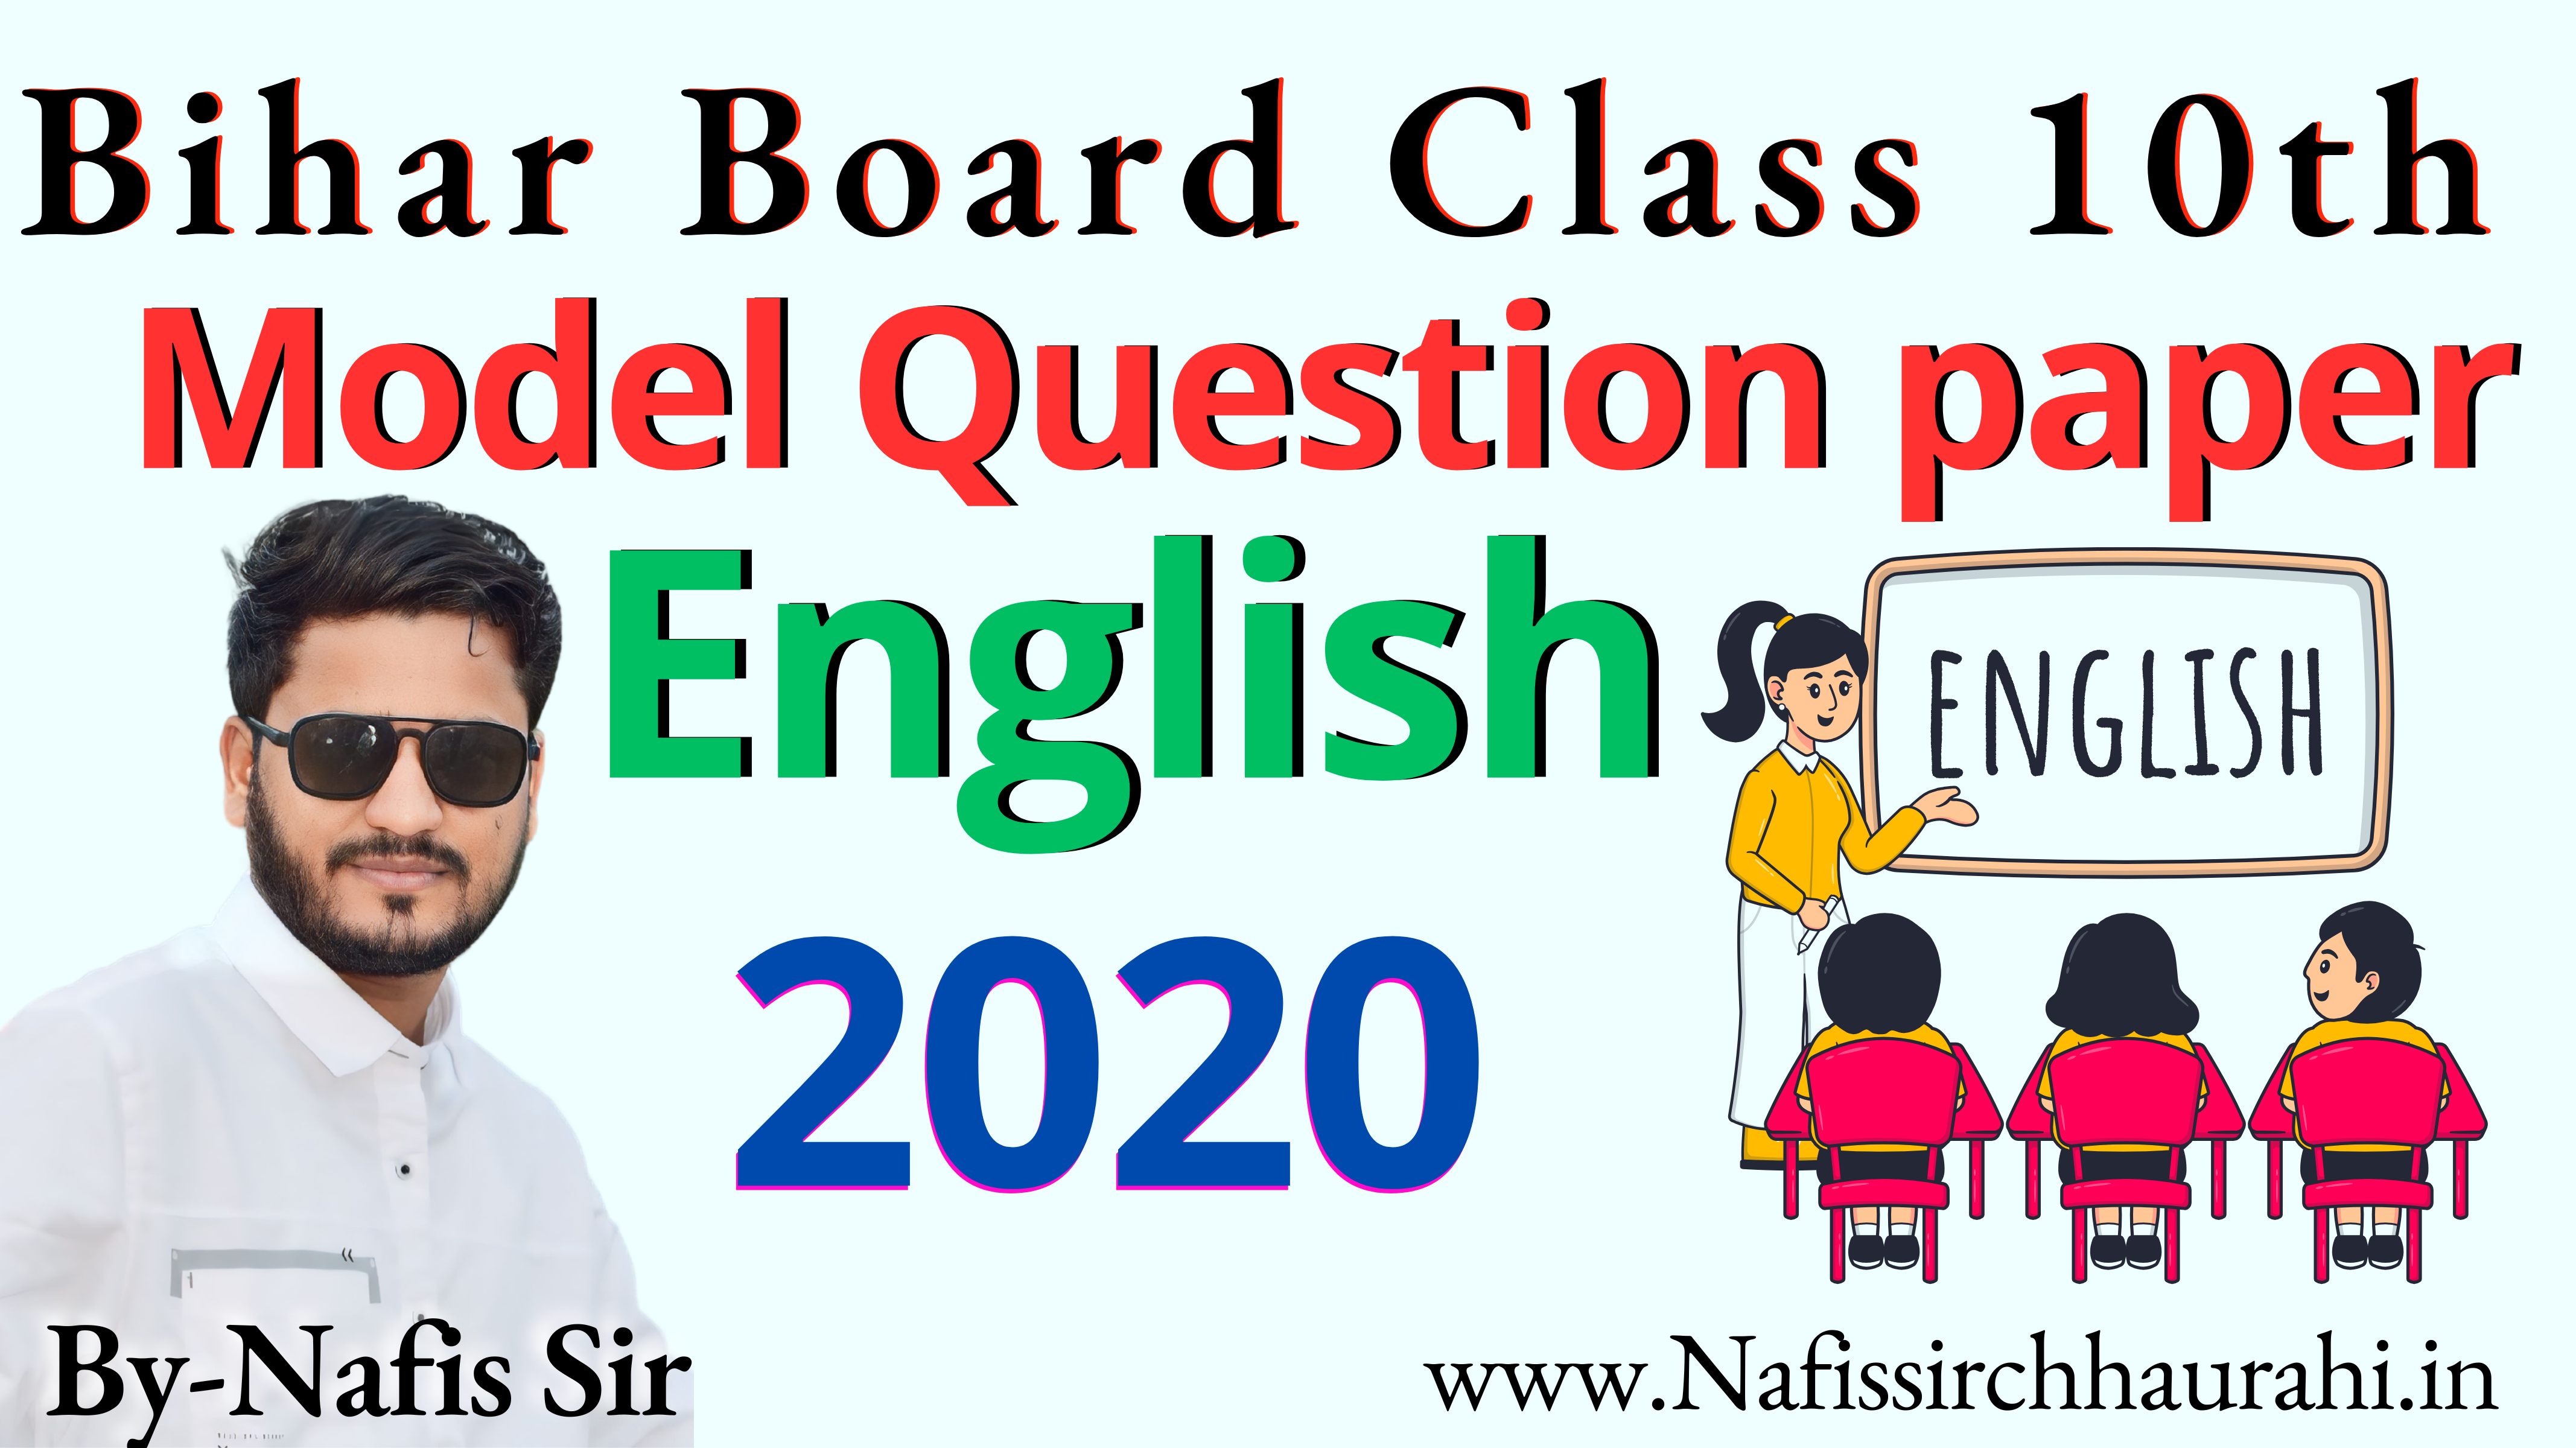 Bihar Board Class 10th
Model Question paper
English
ENGLISH
2020
By-Nafis Sir
www.Nafissirchhaurahi.in